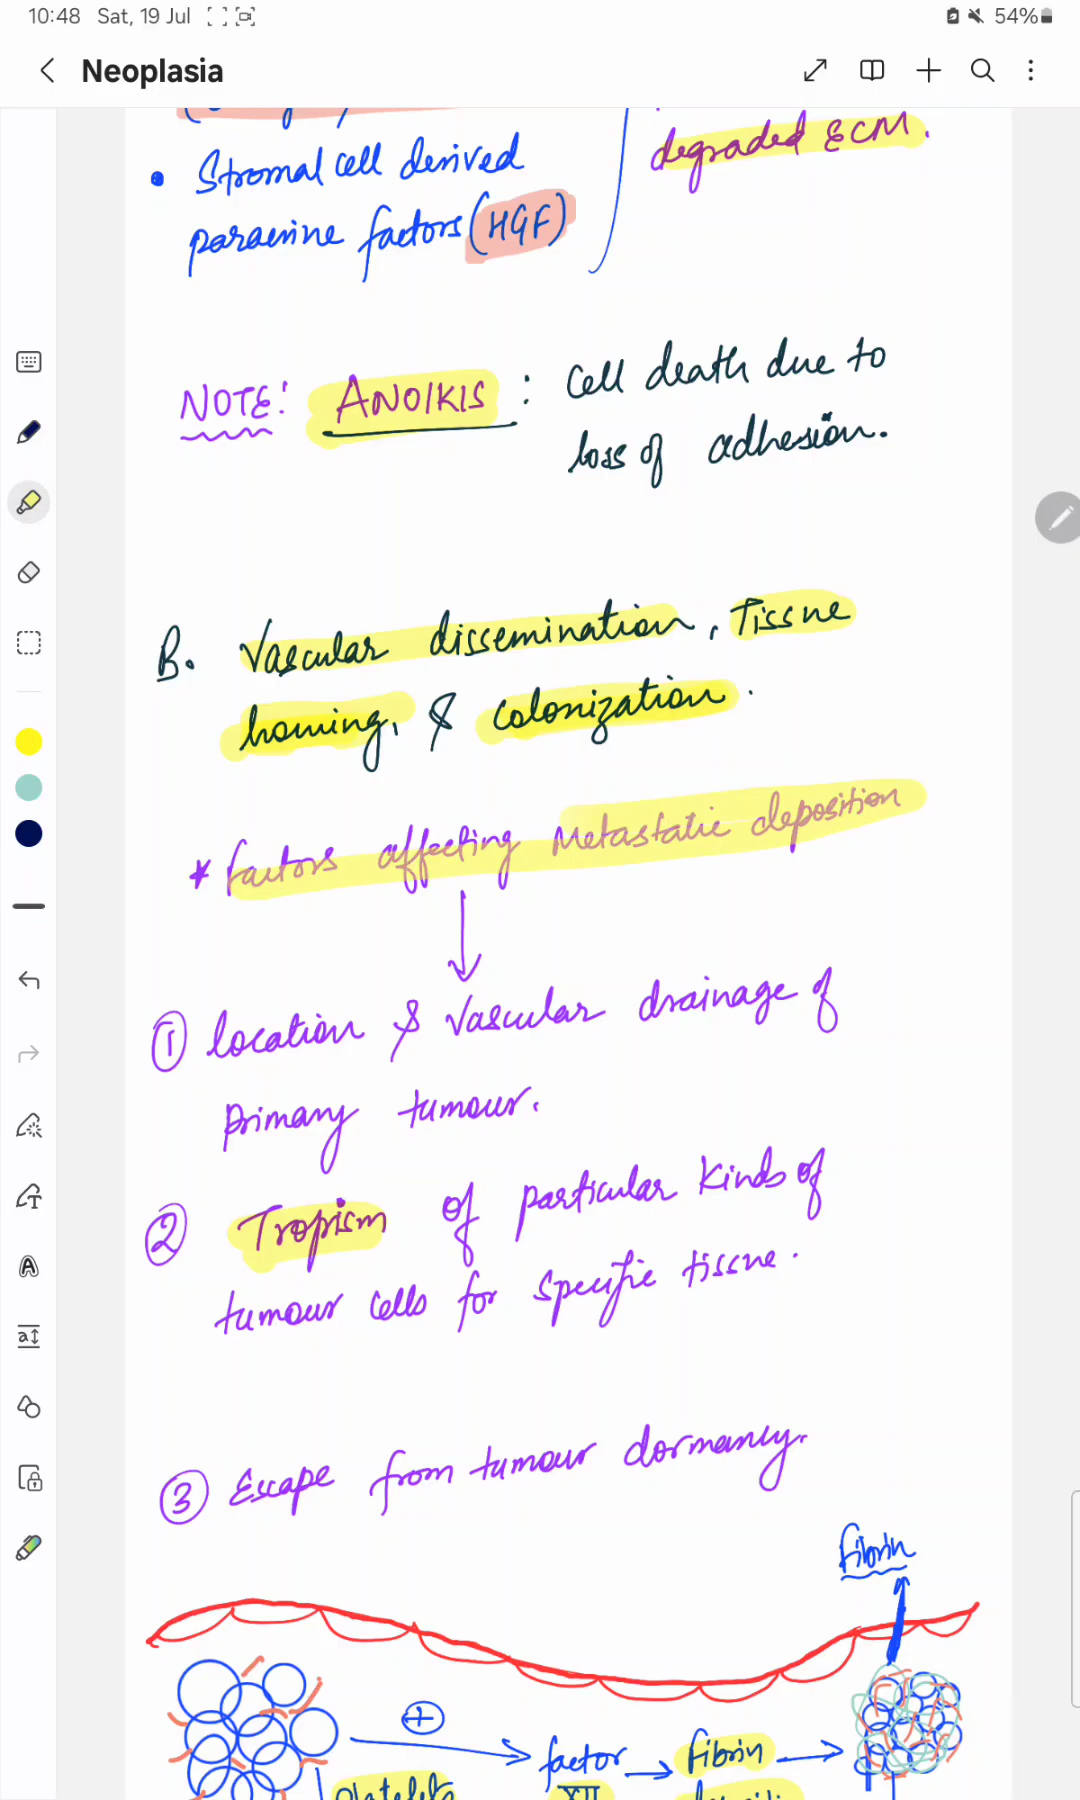 10:48 Sat, 19 Jul 54%
Neoplasia
degraded ECM.
• Stromal cell derived
paracrine factors (HGF)
NOTE! ANOIKIS : Cell death due to
loss of adhesion.
B. Vascular dissemination, Tissue
homing, & colonization.
* factors affecting Metastatic deposition
① location & vascular drainage of
primary tumour.
② Tropism of particular kinds of
tumour cells for specific tissue.
③ Escape from tumour dormancy.
fibrin
+
factor → Fibrin →
XII
platelets